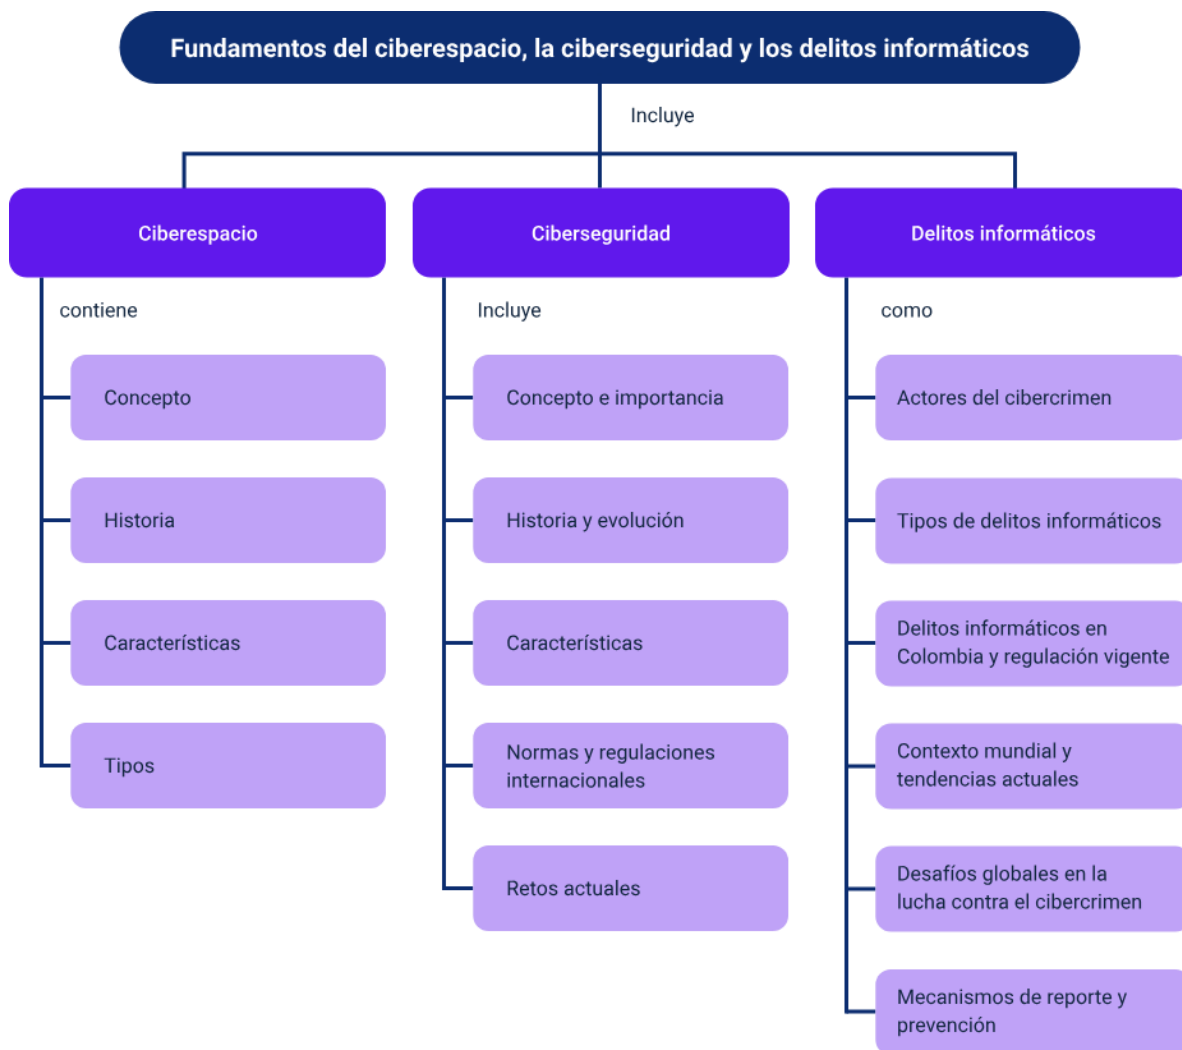 Fundamentos del ciberespacio, la ciberseguridad y los delitos informáticos
Incluye
Ciberespacio
contiene
Concepto
Historia
Características
Tipos
Ciberseguridad
Incluye
Concepto e importancia
Historia y evolución
Características
Normas y regulaciones
internacionales
Retos actuales
Delitos informáticos
como
Actores del cibercrimen
Tipos de delitos informáticos
Delitos informáticos en
Colombia y regulación vigente
Contexto mundial y
tendencias actuales
Desafíos globales en la
lucha contra el cibercrimen
Mecanismos de reporte y
prevención